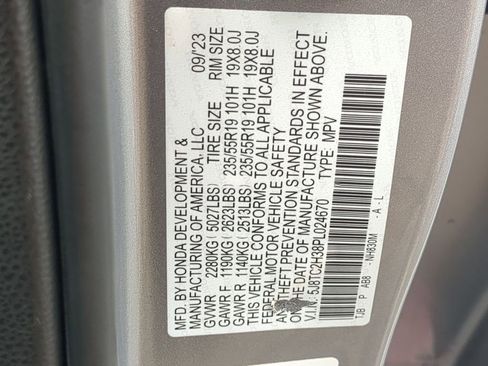 MFD. BY HONDA DEVELOPMENT &
MANUFACTURING OF AMERICA, LLC 09/23
GVWR 2280KG(5027LBS) TIRE SIZE RIM SIZE
GAWR F 1190KG(2623LBS) 235/55R19 101H 19X8.0J
GAWR R 1140KG(2513LBS) 235/55R19 101H 19X8.0J
THIS VEHICLE CONFORMS TO ALL APPLICABLE
FEDERAL MOTOR VEHICLE SAFETY
AND THEFT PREVENTION STANDARDS IN EFFECT
ON THE DATE OF MANUFACTURE SHOWN ABOVE.
V.I.N: 5J8TC2H38PL024670 TYPE: MPV
TJB P AB8 NH830M - A - L